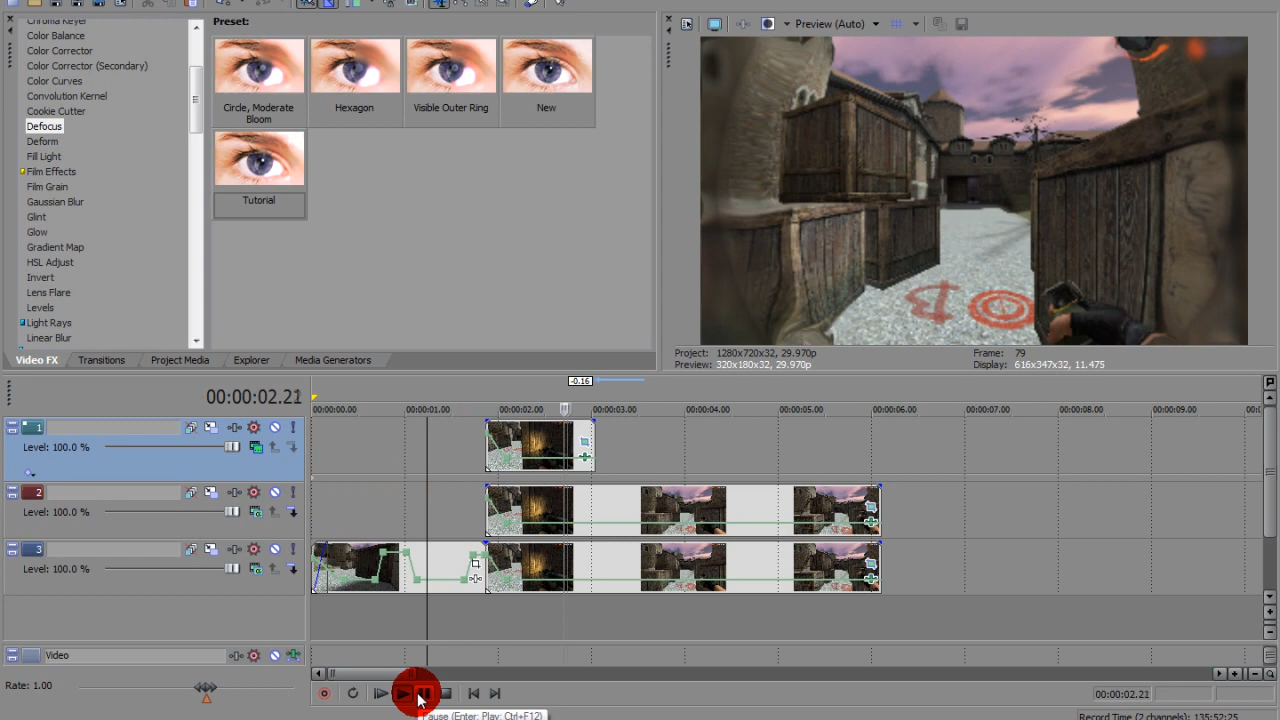 Chroma Keyer
Color Balance
Color Corrector
Color Corrector (Secondary)
Color Curves
Convolution Kernel
Cookie Cutter
Defocus
Deform
Fill Light
Film Effects
Film Grain
Gaussian Blur
Glint
Glow
Gradient Map
HSL Adjust
Invert
Lens Flare
Levels
Light Rays
Linear Blur
Preset:
Circle, Moderate
Bloom
Hexagon
Visible Outer Ring
New
Tutorial
Video FX
Transitions
Project Media
Explorer
Media Generators
Preview (Auto)
Project: 1280x720x32, 29.970p
Preview: 320x180x32, 29.970p
Frame: 79
Display: 616x347x32, 11.475
00:00:02.21
-0.16
00:00:00.00
00:00:01.00
00:00:02.00
00:00:03.00
00:00:04.00
00:00:05.00
00:00:06.00
00:00:07.00
00:00:08.00
00:00:09.00
1
Level: 100.0 %
2
Level: 100.0 %
3
Level: 100.0 %
Video
Rate: 1.00
Pause (Enter; Play: Ctrl+F12)
00:00:02.21
Record Time (2 channels): 135:52:25